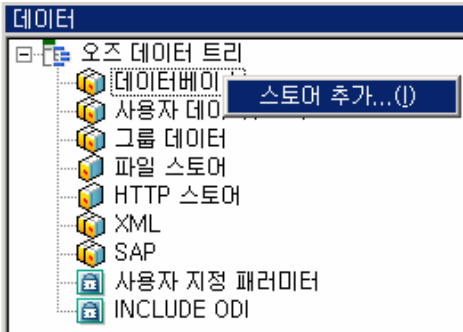 데이터
오즈 데이터 트리
데이터베이
스토어 추가...(I)
사용자 데이
그룹 데이터
파일 스토어
HTTP 스토어
XML
SAP
사용자 지정 패러미터
INCLUDE ODI